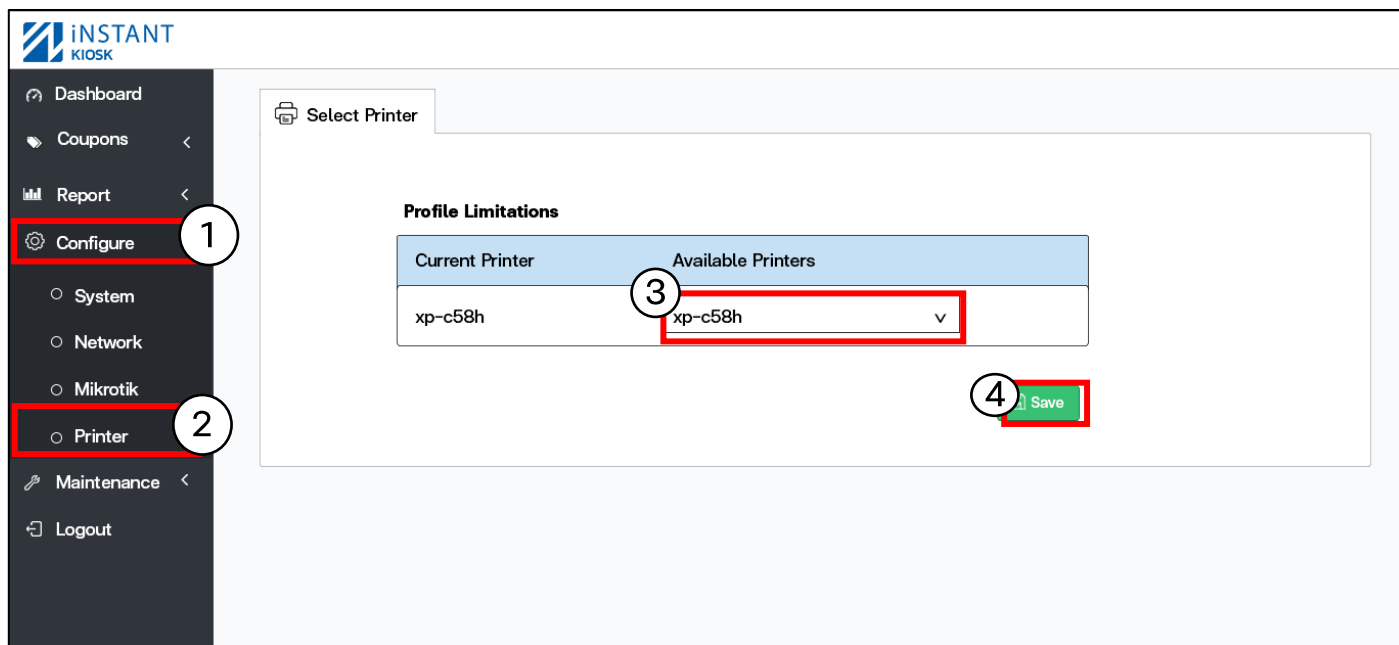 iNSTANT
KIOSK
Dashboard
Coupons
Report
Configure
1
System
Network
Mikrotik
Printer
2
Maintenance
Logout
Select Printer
Profile Limitations
Current Printer Available Printers
3
xp-c58h xp-c58h
4 Save